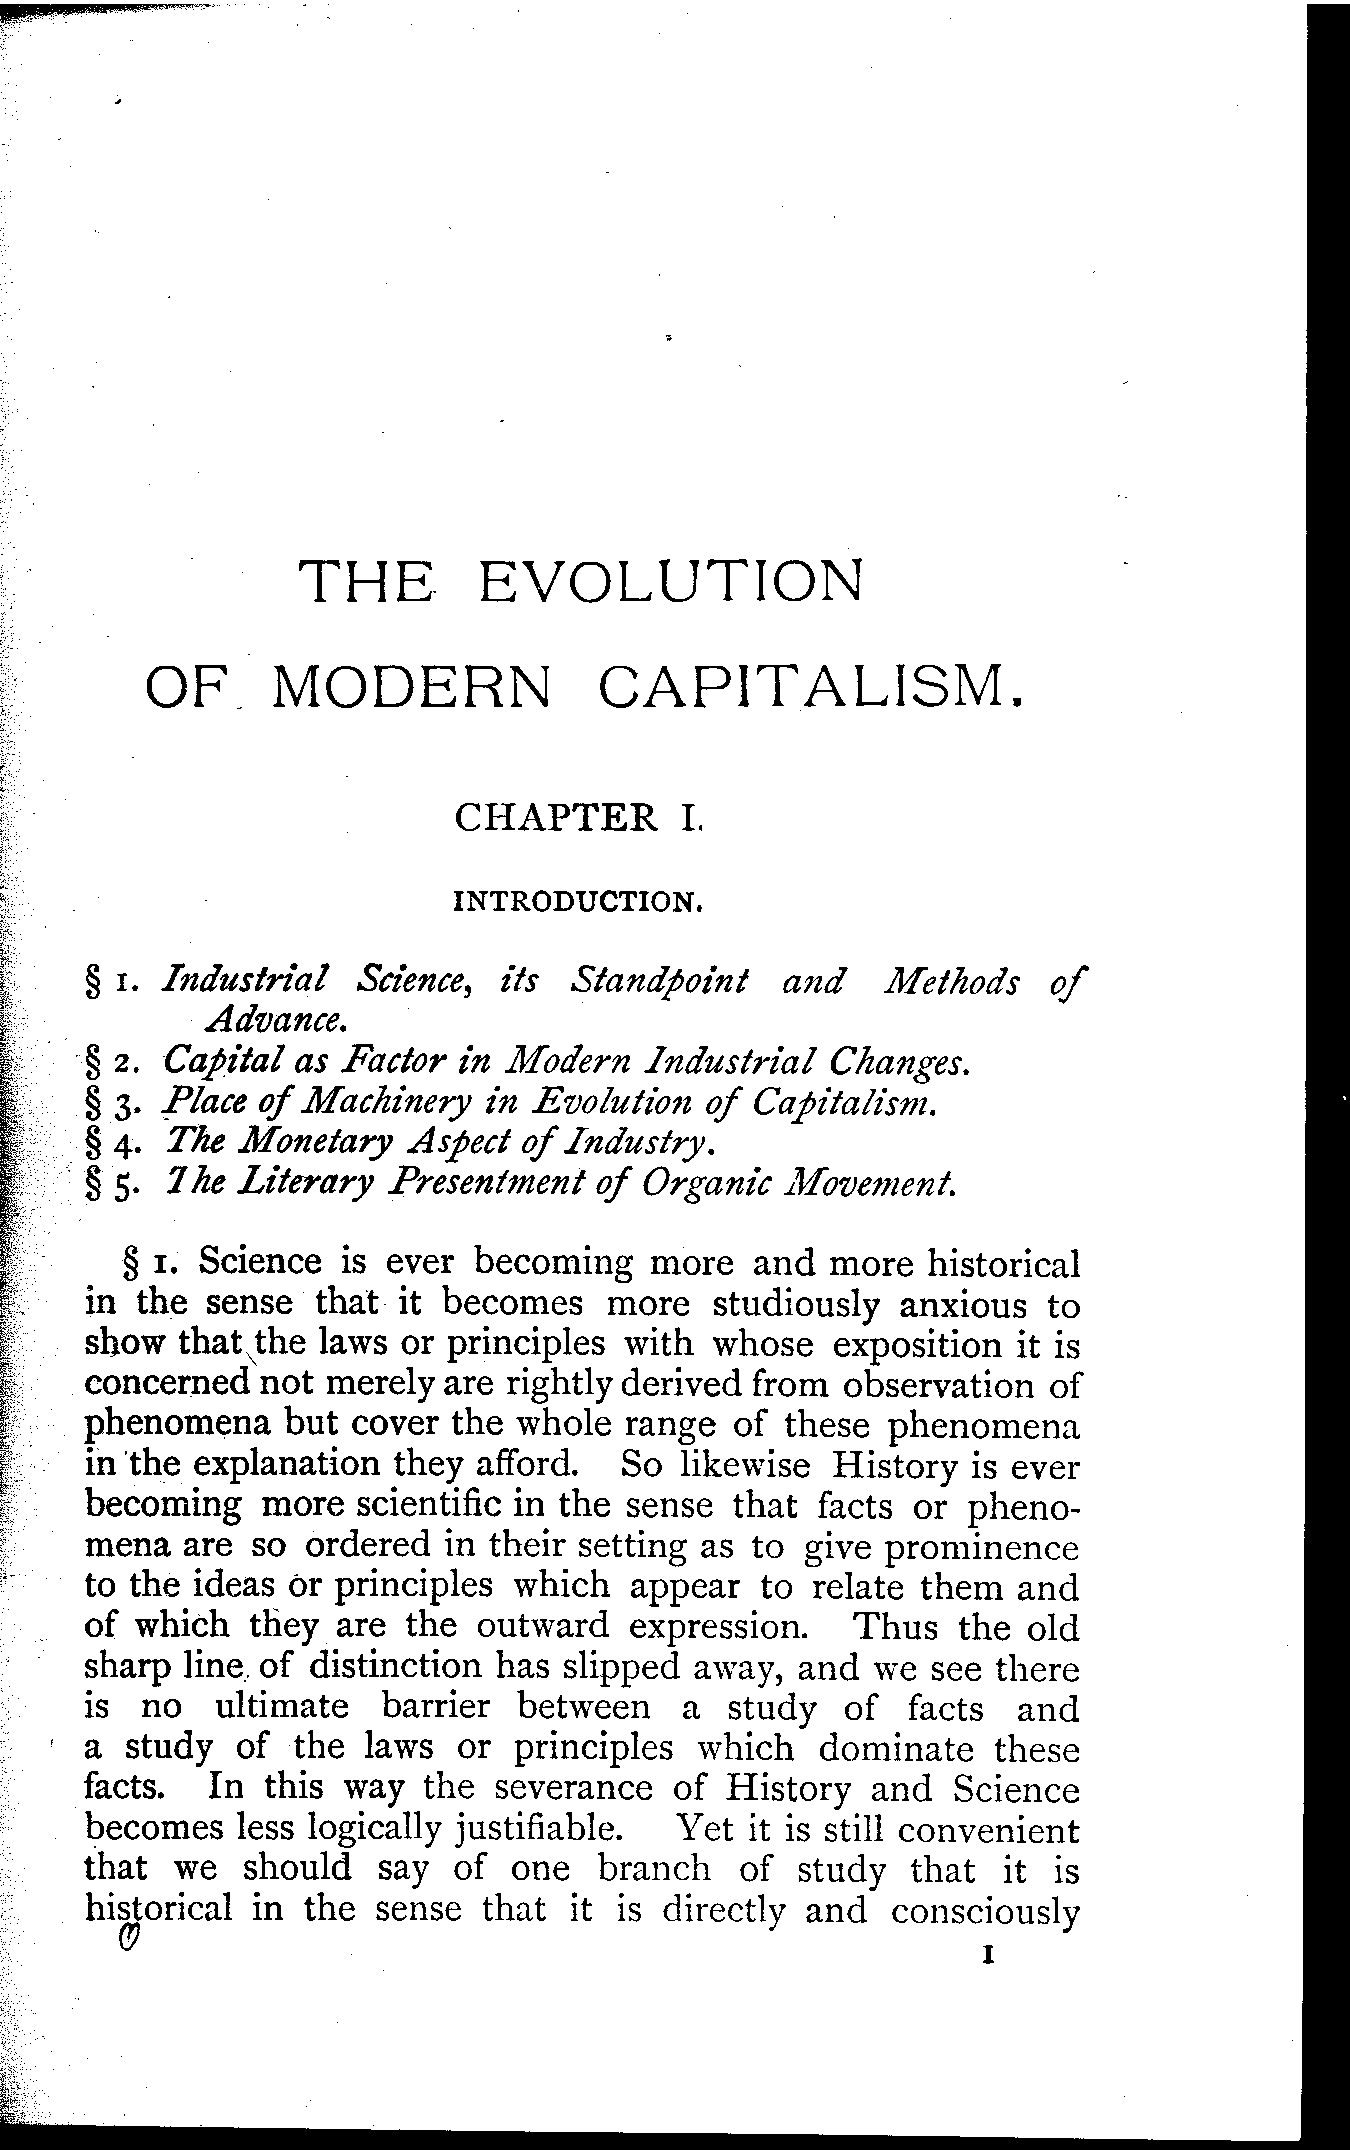 THE EVOLUTION
OF MODERN CAPITALISM.
CHAPTER I.
INTRODUCTION.
§ 1. Industrial Science, its Standpoint and Methods of
Advance.
§ 2. Capital as Factor in Modern Industrial Changes.
§ 3. Place of Machinery in Evolution of Capitalism.
§ 4. The Monetary Aspect of Industry.
§ 5. The Literary Presentment of Organic Movement.
§ 1. Science is ever becoming more and more historical
in the sense that it becomes more studiously anxious to
show that the laws or principles with whose exposition it is
concerned not merely are rightly derived from observation of
phenomena but cover the whole range of these phenomena
in the explanation they afford. So likewise History is ever
becoming more scientific in the sense that facts or pheno-
mena are so ordered in their setting as to give prominence
to the ideas or principles which appear to relate them and
of which they are the outward expression. Thus the old
sharp line of distinction has slipped away, and we see there
is no ultimate barrier between a study of facts and
a study of the laws or principles which dominate these
facts. In this way the severance of History and Science
becomes less logically justifiable. Yet it is still convenient
that we should say of one branch of study that it is
historical in the sense that it is directly and consciously
1